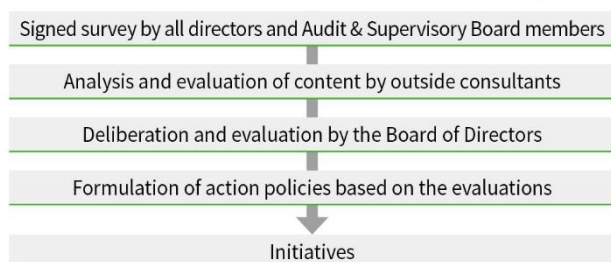 Signed survey by all directors and Audit & Supervisory Board members
Analysis and evaluation of content by outside consultants
Deliberation and evaluation by the Board of Directors
Formulation of action policies based on the evaluations
Initiatives